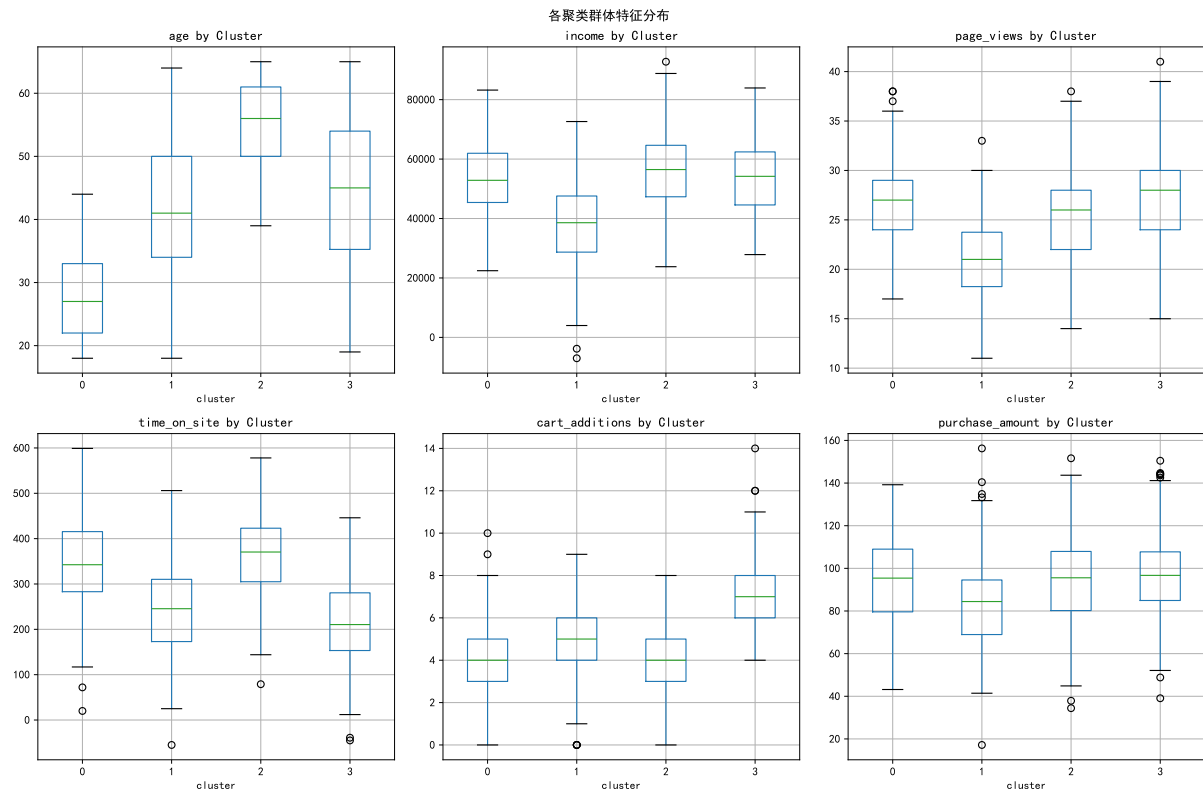 各聚类群体特征分布
age by Cluster
60
50
40
30
20
0 1 2 3
cluster
income by Cluster
80000
60000
40000
20000
0
0 1 2 3
cluster
page_views by Cluster
40
35
30
25
20
15
10
0 1 2 3
cluster
time_on_site by Cluster
600
500
400
300
200
100
0
0 1 2 3
cluster
cart_additions by Cluster
14
12
10
8
6
4
2
0
0 1 2 3
cluster
purchase_amount by Cluster
160
140
120
100
80
60
40
20
0 1 2 3
cluster